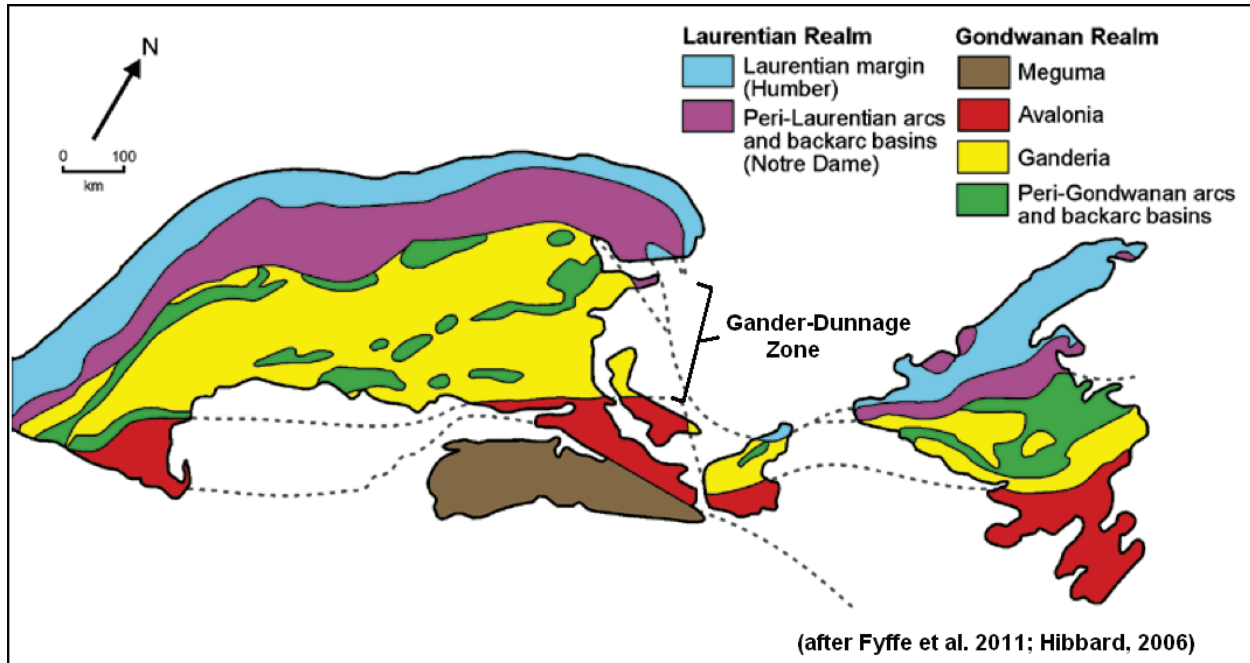 N
0 100
km
Laurentian Realm
Laurentian margin
(Humber)
Peri-Laurentian arcs
and backarc basins
(Notre Dame)
Gondwanan Realm
Meguma
Avalonia
Ganderia
Peri-Gondwanan arcs
and backarc basins
Gander-Dunnage
Zone
(after Fyffe et al. 2011; Hibbard, 2006)